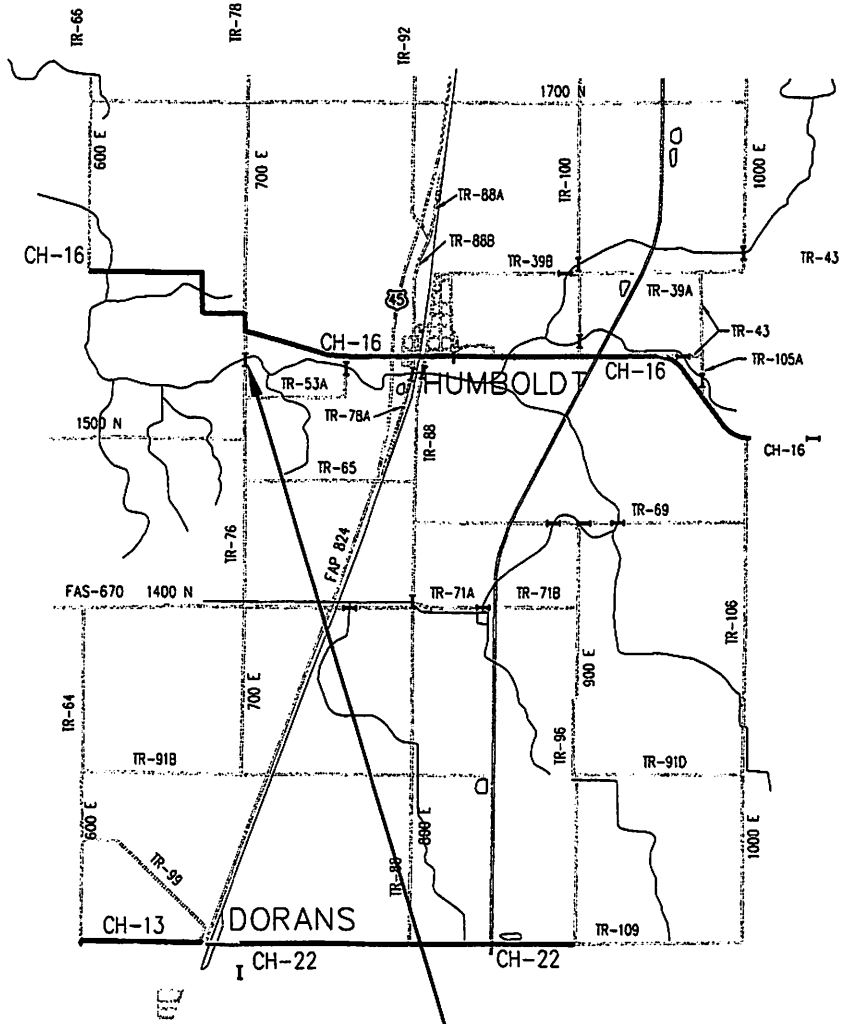 TR-66
TR-78
TR-92
1700 N
600 E
700 E
TR-100
1000 E
TR-88A
TR-88B
CH-16
TR-39B
TR-43
45
TR-39A
TR-43
CH-16
CH-16
TR-105A
TR-53A
HUMBOLDT
TR-78A
1500 N
TR-88
CH-16
TR-65
TR-69
TR-76
FAP 824
FAS-670 1400 N
TR-71A
TR-71B
TR-106
900 E
700 E
TR-64
TR-96
TR-91B
TR-91D
600 E
1000 E
TR-99
CH-13
DORANS
TR-109
CH-22
CH-22